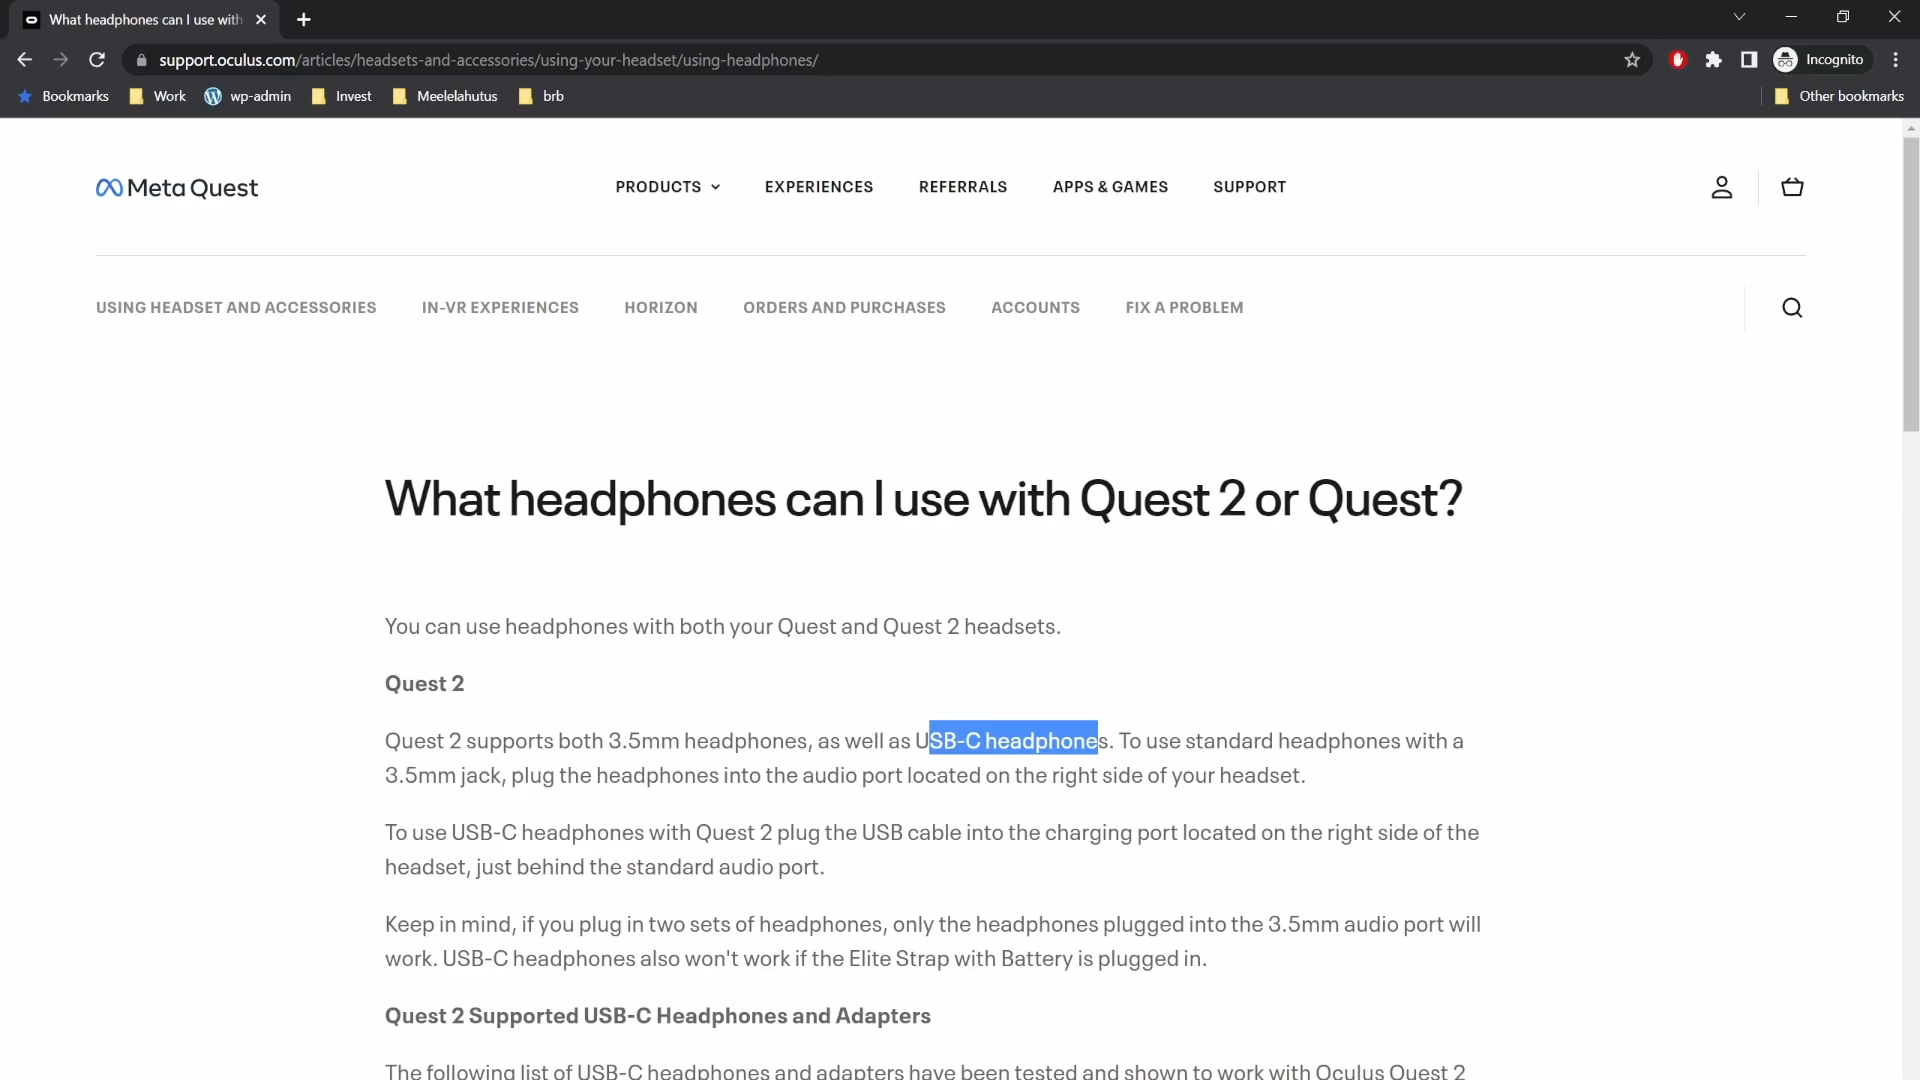 What headphones can I use with
support.oculus.com/articles/headsets-and-accessories/using-your-headset/using-headphones/
Incognito
Bookmarks Work wp-admin Invest Meelelahutus brb Other bookmarks
Meta Quest PRODUCTS EXPERIENCES REFERRALS APPS & GAMES SUPPORT
USING HEADSET AND ACCESSORIES IN-VR EXPERIENCES HORIZON ORDERS AND PURCHASES ACCOUNTS FIX A PROBLEM
What headphones can I use with Quest 2 or Quest?
You can use headphones with both your Quest and Quest 2 headsets.
Quest 2
Quest 2 supports both 3.5mm headphones, as well as USB-C headphones. To use standard headphones with a
3.5mm jack, plug the headphones into the audio port located on the right side of your headset.
To use USB-C headphones with Quest 2 plug the USB cable into the charging port located on the right side of the
headset, just behind the standard audio port.
Keep in mind, if you plug in two sets of headphones, only the headphones plugged into the 3.5mm audio port will
work. USB-C headphones also won't work if the Elite Strap with Battery is plugged in.
Quest 2 Supported USB-C Headphones and Adapters
The following list of USB-C headphones and adapters have been tested and shown to work with Oculus Quest 2